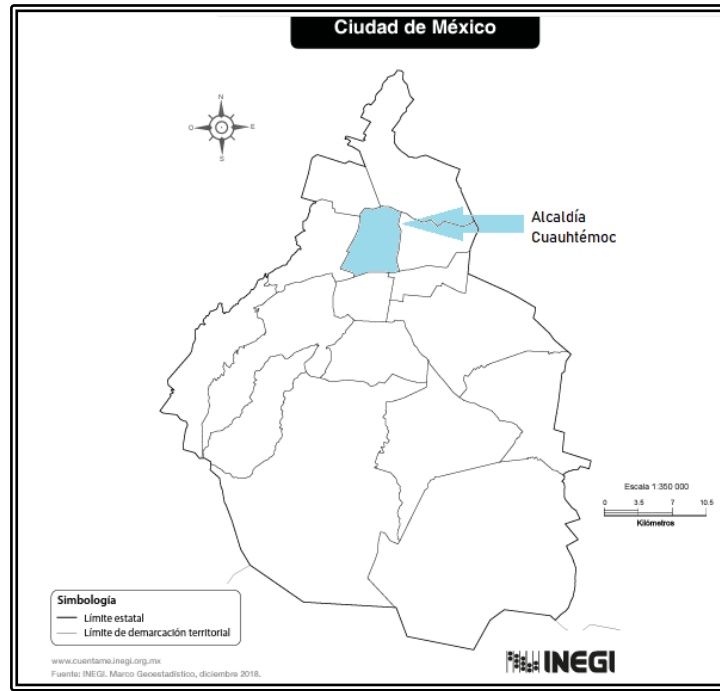 Ciudad de México
N
O
E
S
Alcaldía
Cuauhtémoc
Escala 1:350 000
0 3.5 7 10.5
Kilómetros
Simbología
Límite estatal
Límite de demarcación territorial
www.cuentame.inegi.org.mx
Fuente: INEGI. Marco Geoestadístico, diciembre 2018.
INEGI